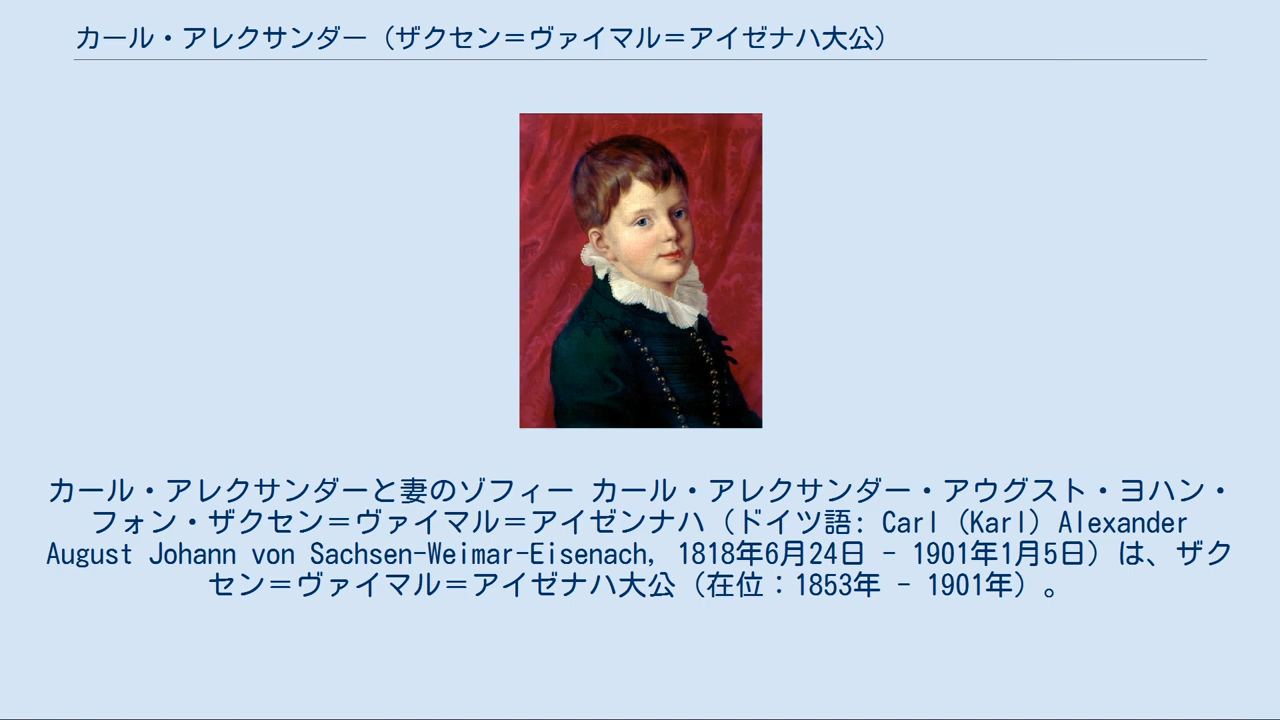 カール・アレクサンダー（ザクセン＝ヴァイマル＝アイゼナハ大公）
カール・アレクサンダーと妻のゾフィー カール・アレクサンダー・アウグスト・ヨハン・
フォン・ザクセン＝ヴァイマル＝アイゼンナハ（ドイツ語: Carl (Karl) Alexander
August Johann von Sachsen-Weimar-Eisenach, 1818年6月24日 - 1901年1月5日）は、ザク
セン＝ヴァイマル＝アイゼナハ大公（在位：1853年 - 1901年）。